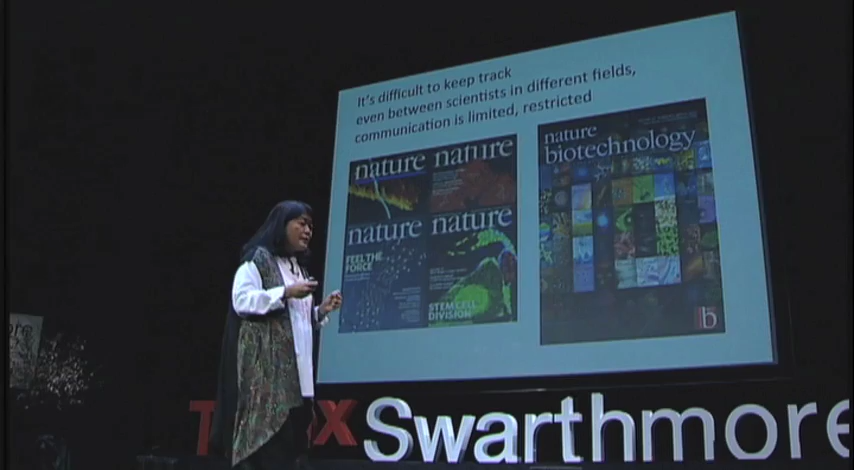 It's difficult to keep track
even between scientists in different fields,
communication is limited, restricted
nature nature
nature nature
FEEL THE
FORCE
STEM CELL
DIVISION
nature
biotechnology
b
TEDx Swarthmore